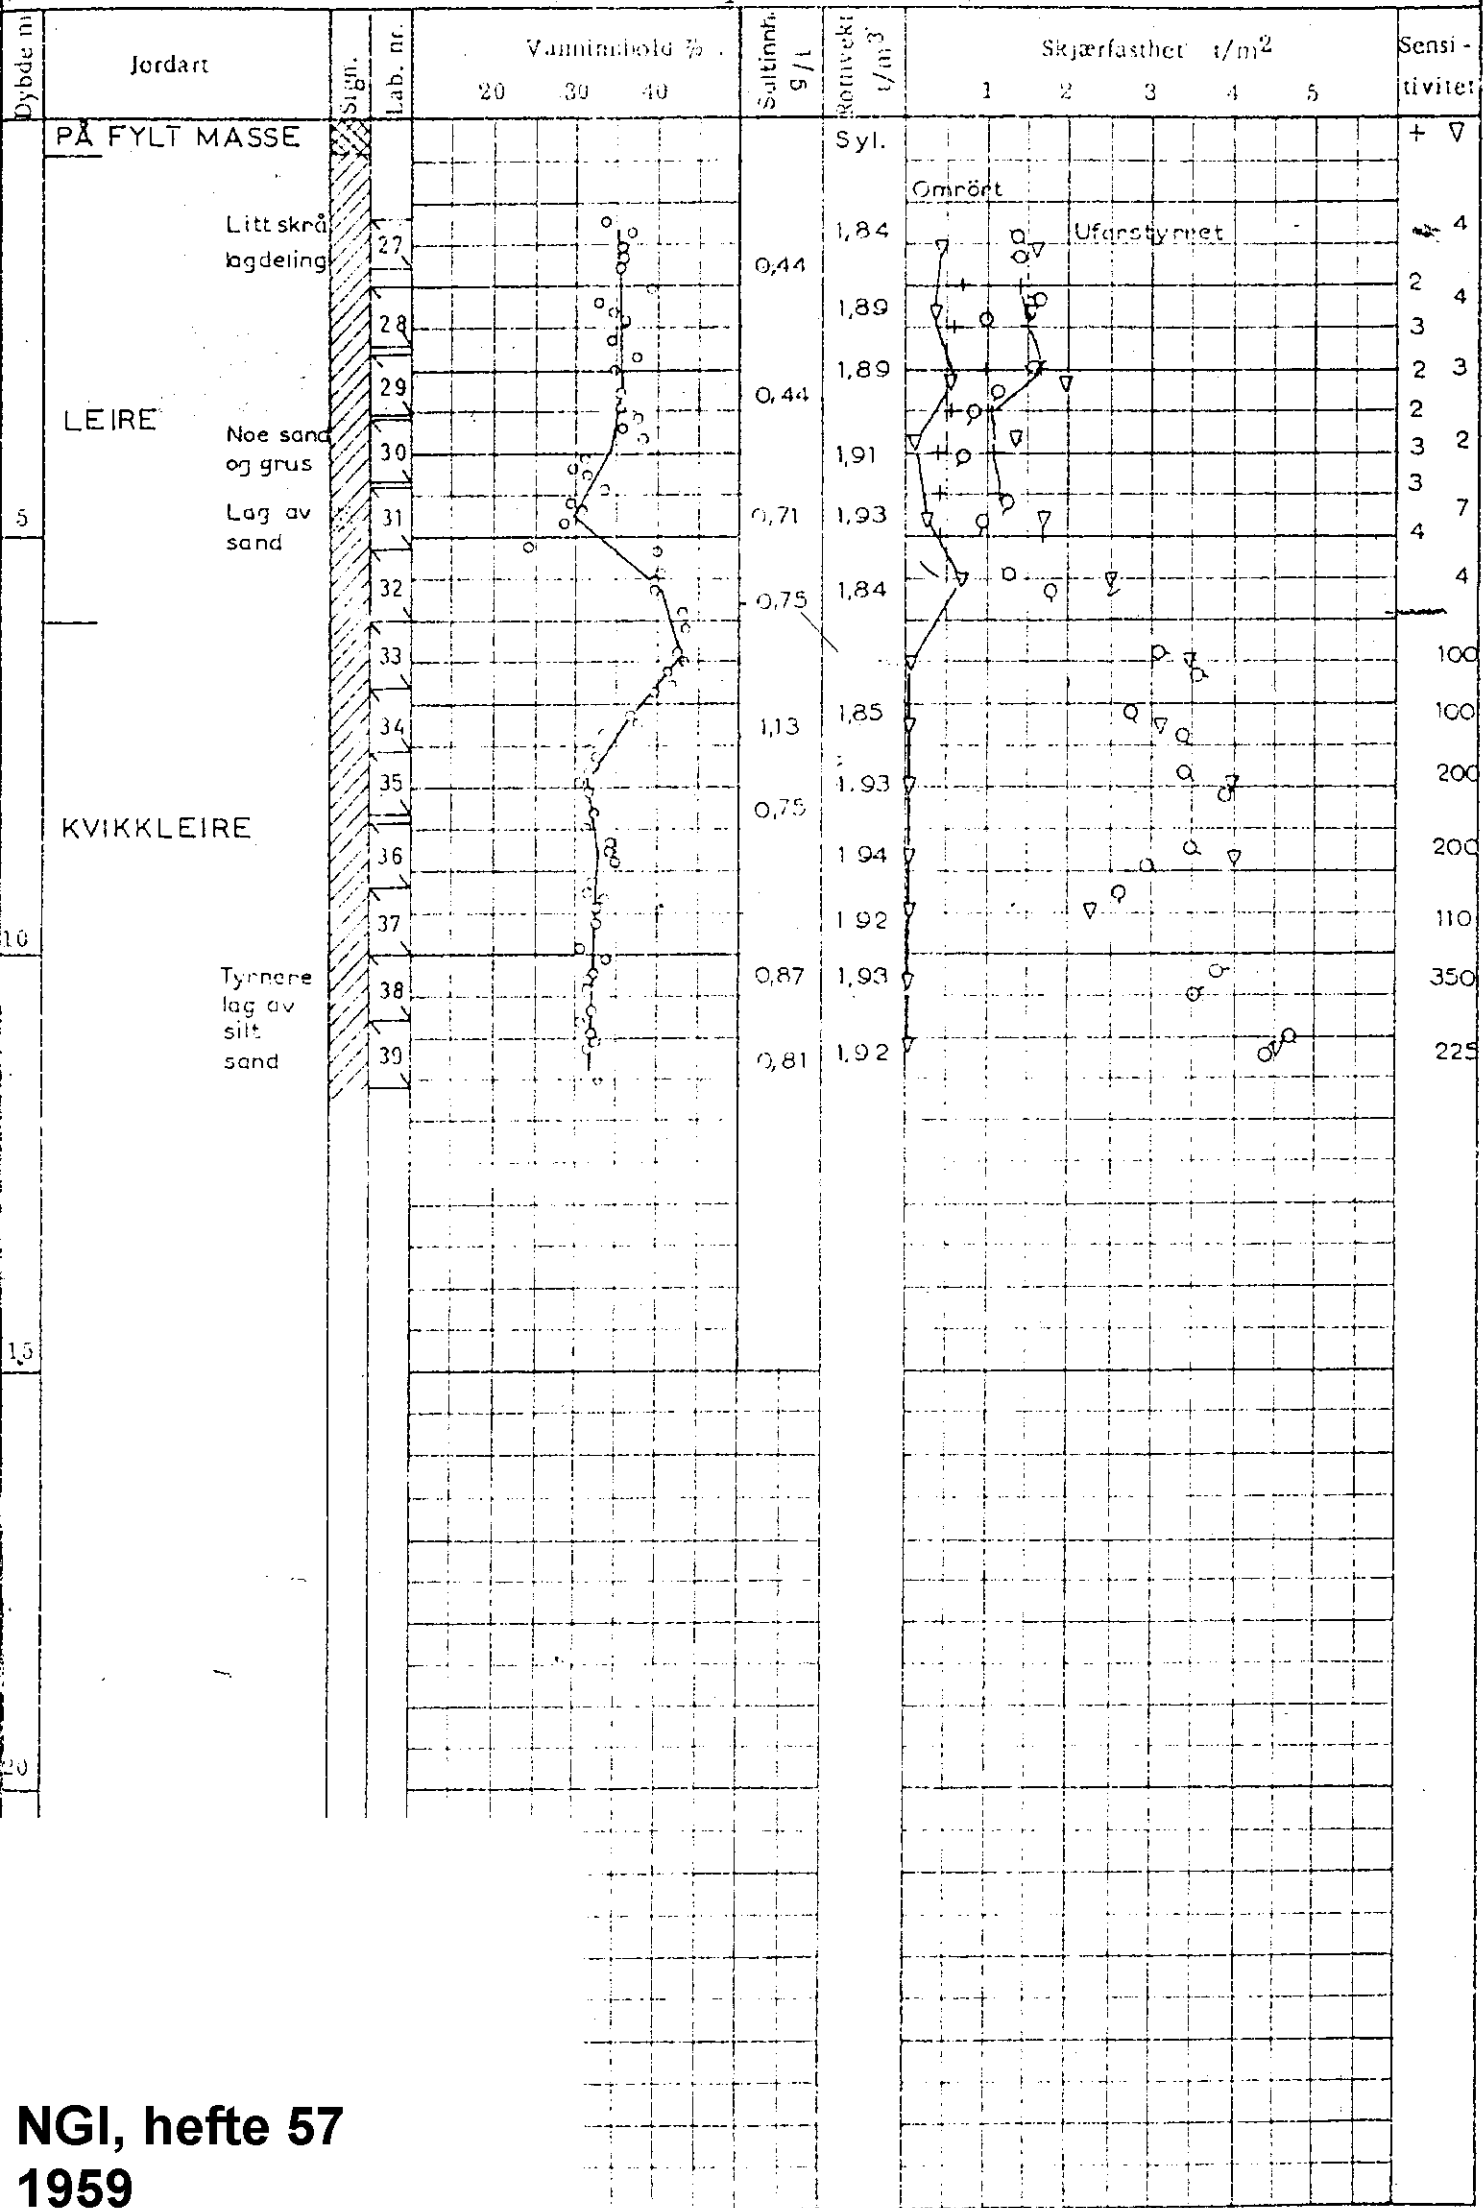 Dybde m Jordart Sign. Lab. nr. Vanninnhold % Saltinnh. g/l Romvekt t/m³ Skjærfasthet t/m² Sensi-
tivitet
20 30 40 1 2 3 4 5
PÅ FYLT MASSE Syl. + ▽
Omrört
Litt skrå 27 1,84 Uforstyrret 4
lagdeling 0,44
2
28 1,89 4
3
29 1,89 2 3
0,44
2
LEIRE
Noe sand 30 1,91 3 2
og grus
3
5 Lag av 31 0,71 1,93 7
sand 4
32 0,75 1,84 4
33 100
34 1,13 1,85 100
35 1.93 200
0,75
KVIKKLEIRE
36 1 94 200
37 1 92 110
10
Tynnere 38 0,87 1,93 350
lag av
silt
sand 39 0,81 1,92 225
15
20
NGI, hefte 57
1959